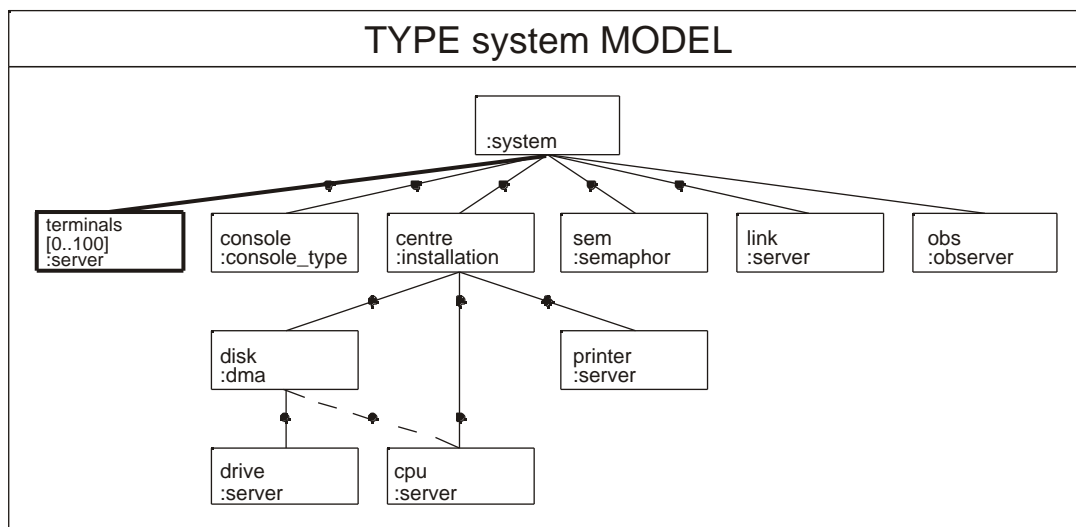 TYPE system MODEL
:system
terminals
[0..100]
:server
console
:console_type
centre
:installation
sem
:semaphor
link
:server
obs
:observer
disk
:dma
printer
:server
drive
:server
cpu
:server